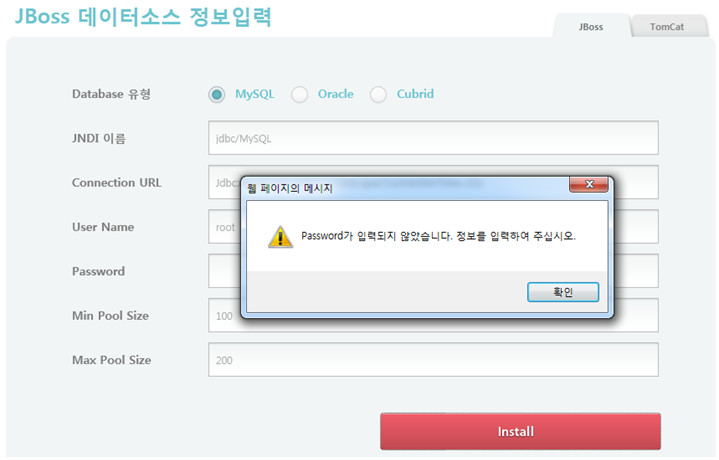 JBoss 데이터소스 정보입력
JBoss
TomCat
Database 유형
MySQL
Oracle
Cubrid
JNDI 이름
jdbc/MySQL
Connection URL
웹 페이지의 메시지
Password가 입력되지 않았습니다. 정보를 입력하여 주십시오.
확인
User Name
root
Password
Min Pool Size
100
Max Pool Size
200
Install